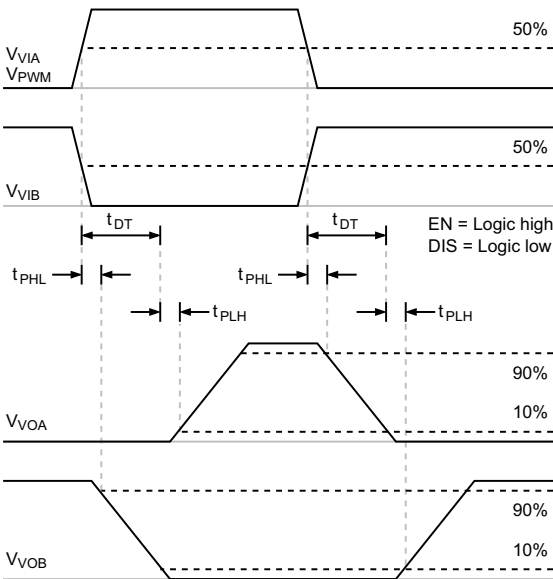 50%
VVIA
VPWM
50%
VVIB
tDT
tDT
EN = Logic high
DIS = Logic low
tPHL
tPHL
tPLH
tPLH
90%
10%
VVOA
90%
10%
VVOB